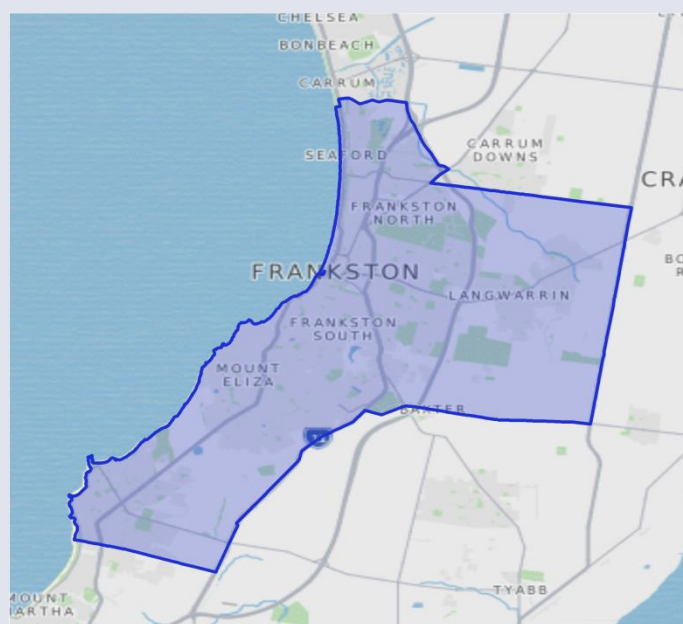 CHELSEA
BONBEACH
CARRUM
SEAFORD
CARRUM
DOWNS
CRA
FRANKSTON
NORTH
BO
R
FRANKSTON
LANGWARRIN
FRANKSTON
SOUTH
MOUNT
ELIZA
BAXTER
TYABB
MOUNT
MARTHA